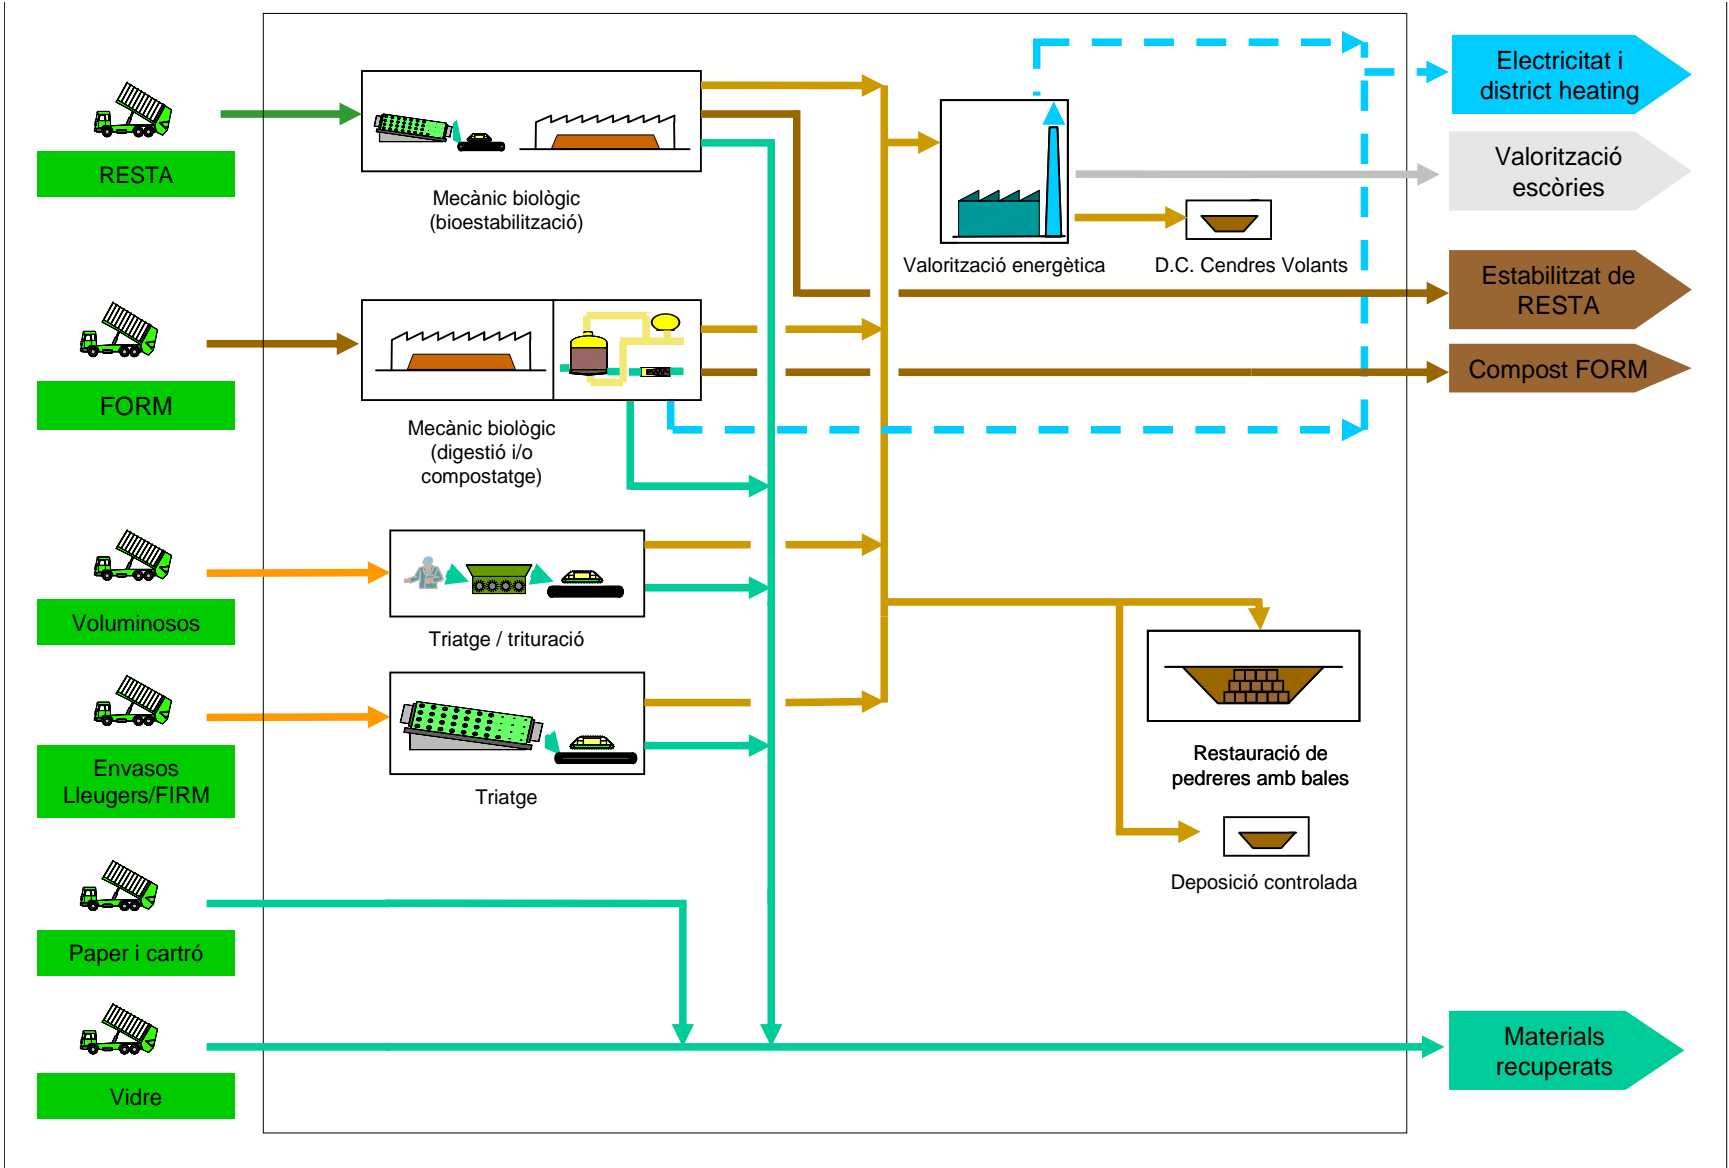 RESTA
FORM
Voluminosos
Envasos
Lleugers/FIRM
Paper i cartró
Vidre
Mecànic biològic
(bioestabilització)
Mecànic biològic
(digestió i/o
compostatge)
Triatge / trituració
Triatge
Valorització energètica
D.C. Cendres Volants
Restauració de
pedreres amb bales
Deposició controlada
Electricitat i
district heating
Valorització
escòries
Estabilitzat de
RESTA
Compost FORM
Materials
recuperats